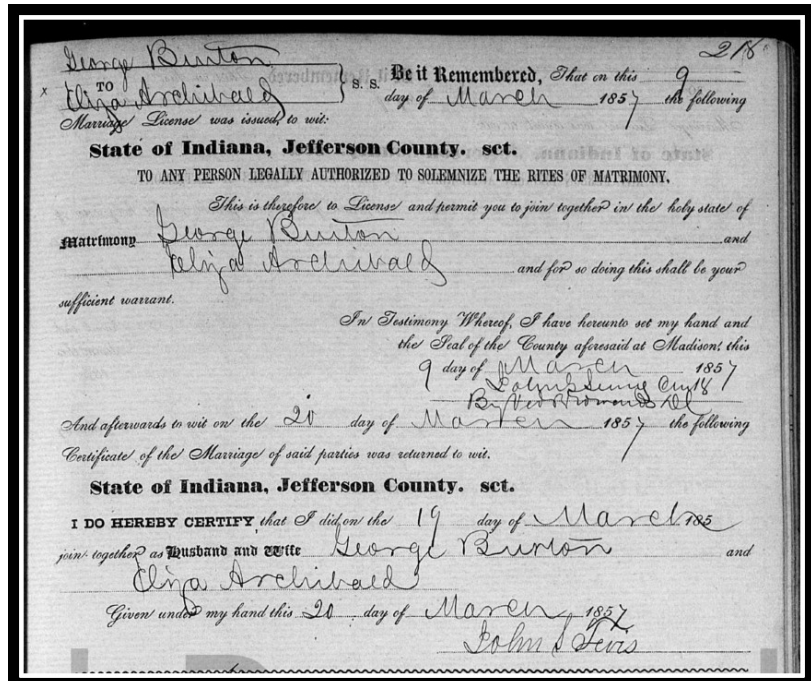 218
George Burton
TO
Eliza Archibald
} S. S. Be it Remembered, That on this 9
day of March 1857 the following
Marriage License was issued, to wit:
State of Indiana, Jefferson County. sct.
TO ANY PERSON LEGALLY AUTHORIZED TO SOLEMNIZE THE RITES OF MATRIMONY,
This is therefore to License and permit you to join together in the holy state of
Matrimony George Burton and
Eliza Archibald and for so doing this shall be your
sufficient warrant.
In Testimony Whereof, I have hereunto set my hand and
the Seal of the County aforesaid at Madison, this
9 day of March 1857
By
And afterwards to wit on the 20 day of March 1857 the following
Certificate of the Marriage of said parties was returned to wit.
State of Indiana, Jefferson County. sct.
I DO HEREBY CERTIFY, that I did, on the 19 day of March 185
join together as Husband and Wife George Burton and
Eliza Archibald
Given under my hand this 20 day of March 1857
John S Tevis